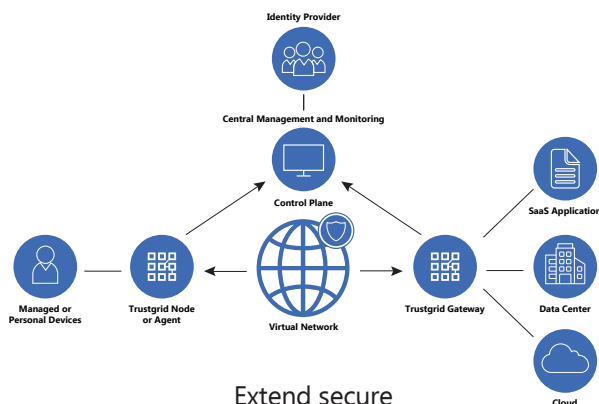 Identity Provider
Central Management and Monitoring
Control Plane
SaaS Application
Managed or
Personal Devices
Trustgrid Node
or Agent
Virtual Network
Trustgrid Gateway
Data Center
Extend secure
Cloud